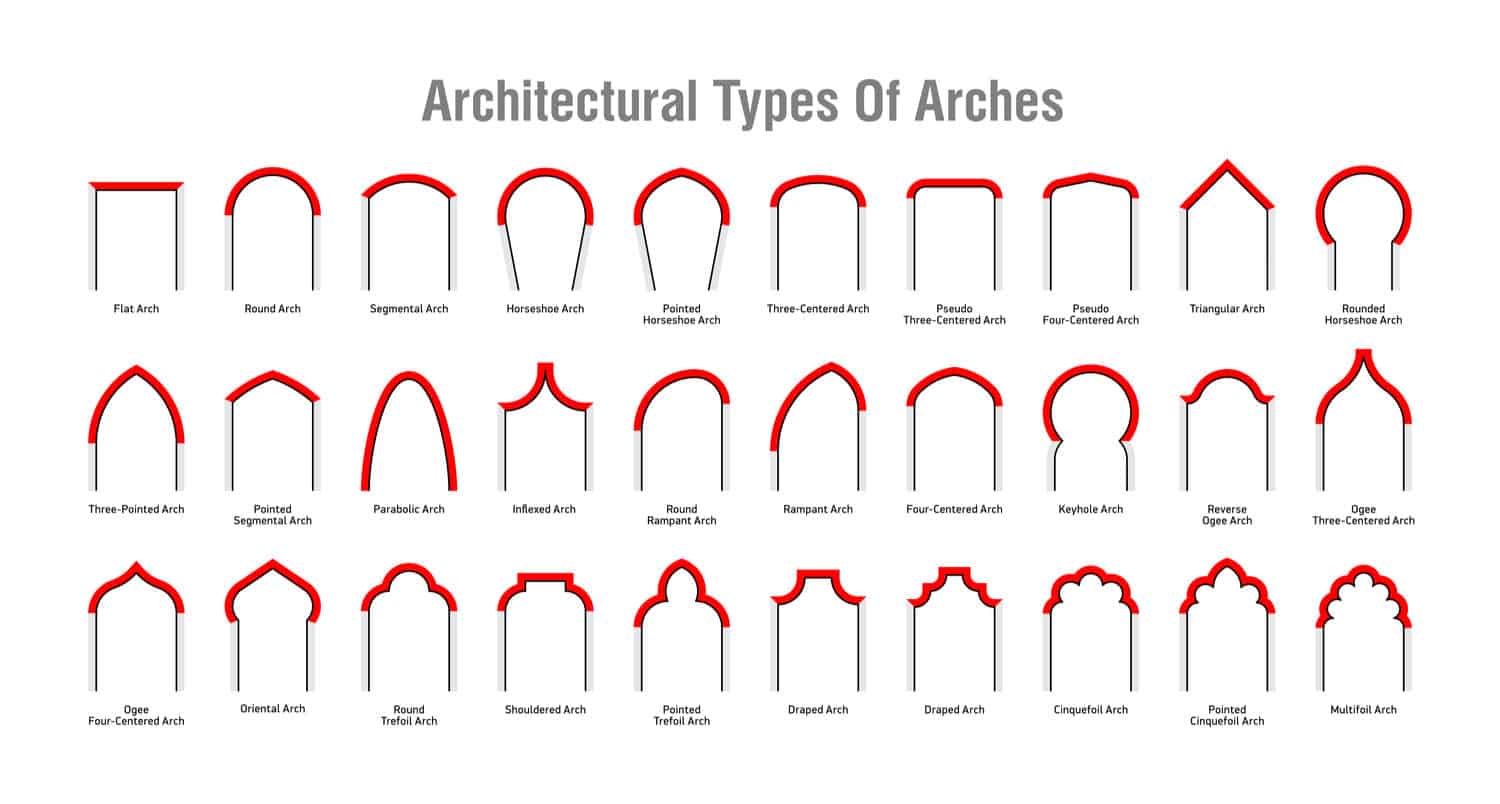 Architectural Types Of Arches
Flat Arch
Round Arch
Segmental Arch
Horseshoe Arch
Pointed
Horseshoe Arch
Three-Centered Arch
Pseudo
Three-Centered Arch
Pseudo
Four-Centered Arch
Triangular Arch
Rounded
Horseshoe Arch
Three-Pointed Arch
Pointed
Segmental Arch
Parabolic Arch
Inflexed Arch
Round
Rampant Arch
Rampant Arch
Four-Centered Arch
Keyhole Arch
Reverse
Ogee Arch
Ogee
Three-Centered Arch
Ogee
Four-Centered Arch
Oriental Arch
Round
Trefoil Arch
Shouldered Arch
Pointed
Trefoil Arch
Draped Arch
Draped Arch
Cinquefoil Arch
Pointed
Cinquefoil Arch
Multifoil Arch